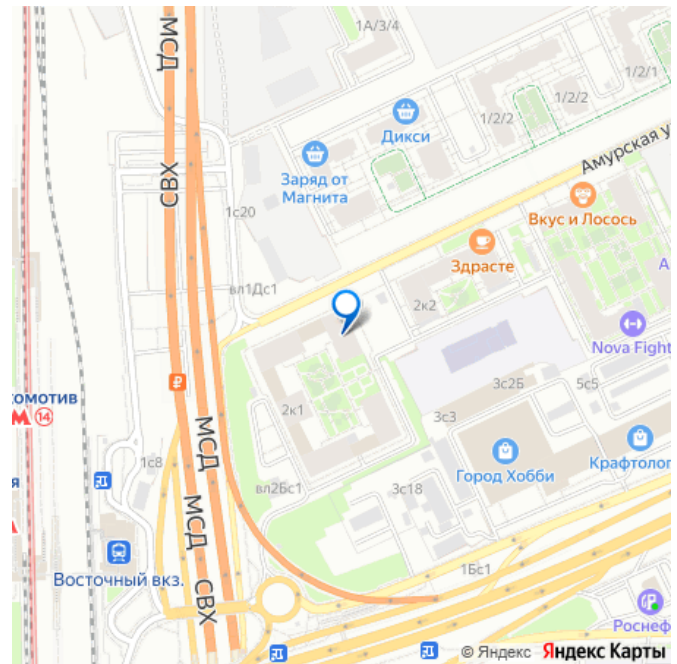 МСД
1А/3/4
1/2/1
1/2/2
1/2/2
Дикси
Амурская у
Заряд от
Магнита
СВХ
1с20
Вкус и Лосось
Здрасте
вл1Дс1
2к2
Nova Fight
комотив
14
3с2Б
5с5
2к1
3с3
МСД
1с8
Город Хобби
Крафтолог
вл2Бс1
3с18
МСД
Восточный вкз.
СВХ
1Бс1
Роснеф
© Яндекс Яндекс Карты